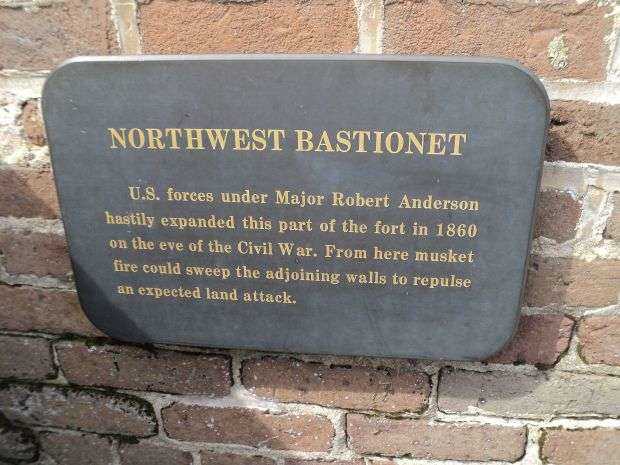 NORTHWEST BASTIONET
U.S. forces under Major Robert Anderson
hastily expanded this part of the fort in 1860
on the eve of the Civil War. From here musket
fire could sweep the adjoining walls to repulse
an expected land attack.